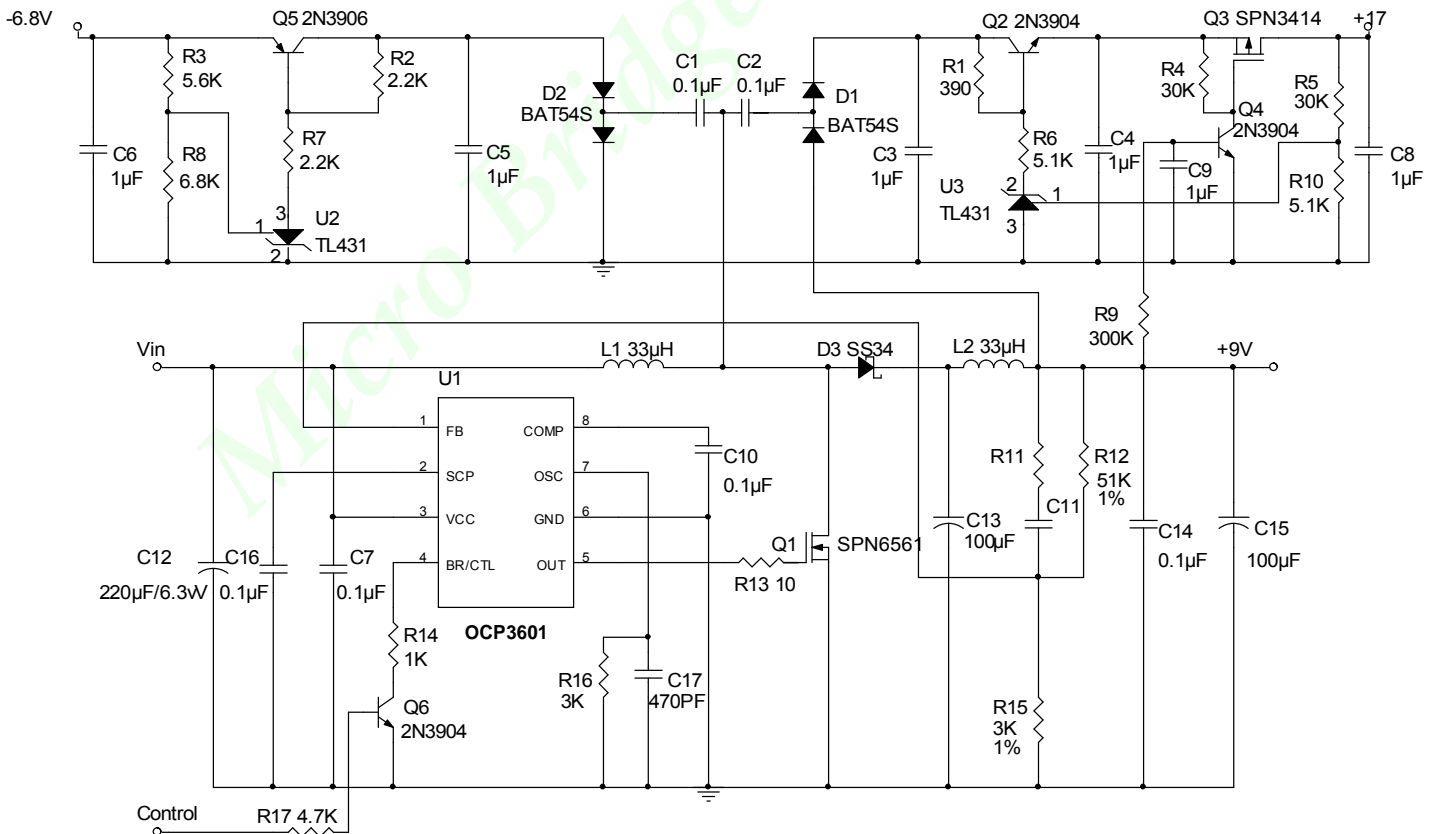 -6.8V
Q5 2N3906
Q2 2N3904
Q3 SPN3414
+17
R3
5.6K
R2
2.2K
C1
0.1µF
C2
0.1µF
R1
390
R4
30K
R5
30K
D2
BAT54S
D1
BAT54S
Q4
2N3904
C6
1µF
R8
6.8K
R7
2.2K
C5
1µF
C3
1µF
R6
5.1K
C4
1µF
C9
1µF
R10
5.1K
C8
1µF
1
3
2
U2
TL431
U3
TL431
2
1
3
R9
300K
Vin
L1 33µH
D3 SS34
L2 33µH
+9V
U1
1
FB
COMP
8
2
SCP
OSC
7
3
VCC
GND
6
4
BR/CTL
OUT
5
OCP3601
C10
0.1µF
R11
C11
R12
51K
1%
C12
220µF/6.3vV
C16
0.1µF
C7
0.1µF
R13 10
Q1
SPN6561
C13
100µF
C14
0.1µF
C15
100µF
R14
1K
R16
3K
C17
470PF
R15
3K
1%
Q6
2N3904
Control
R17 4.7K
Micro Bridge